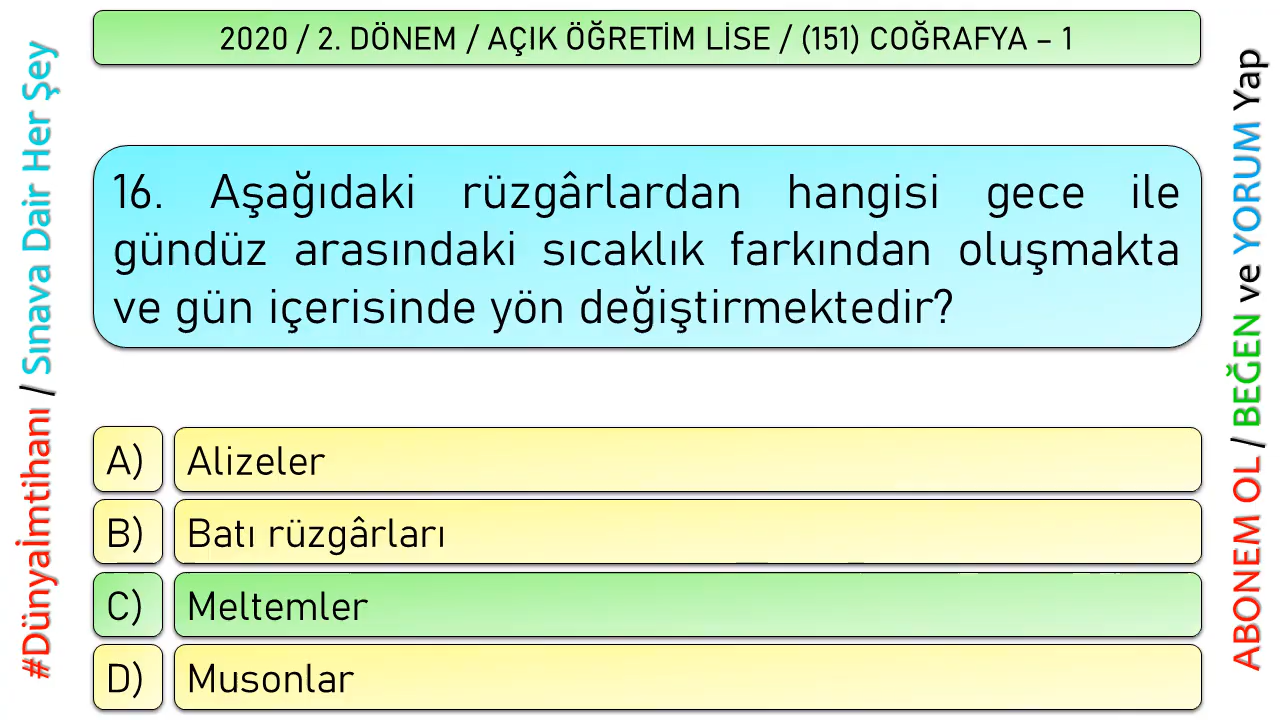 2020 / 2. DÖNEM / AÇIK ÖĞRETİM LİSE / (151) COĞRAFYA – 1
#Dünyaİmtihanı / Sınava Dair Her Şey
16. Aşağıdaki rüzgârlardan hangisi gece ile
gündüz arasındaki sıcaklık farkından oluşmakta
ve gün içerisinde yön değiştirmektedir?
A) Alizeler
B) Batı rüzgârları
C) Meltemler
D) Musonlar
ABONEM OL / BEĞEN ve YORUM Yap